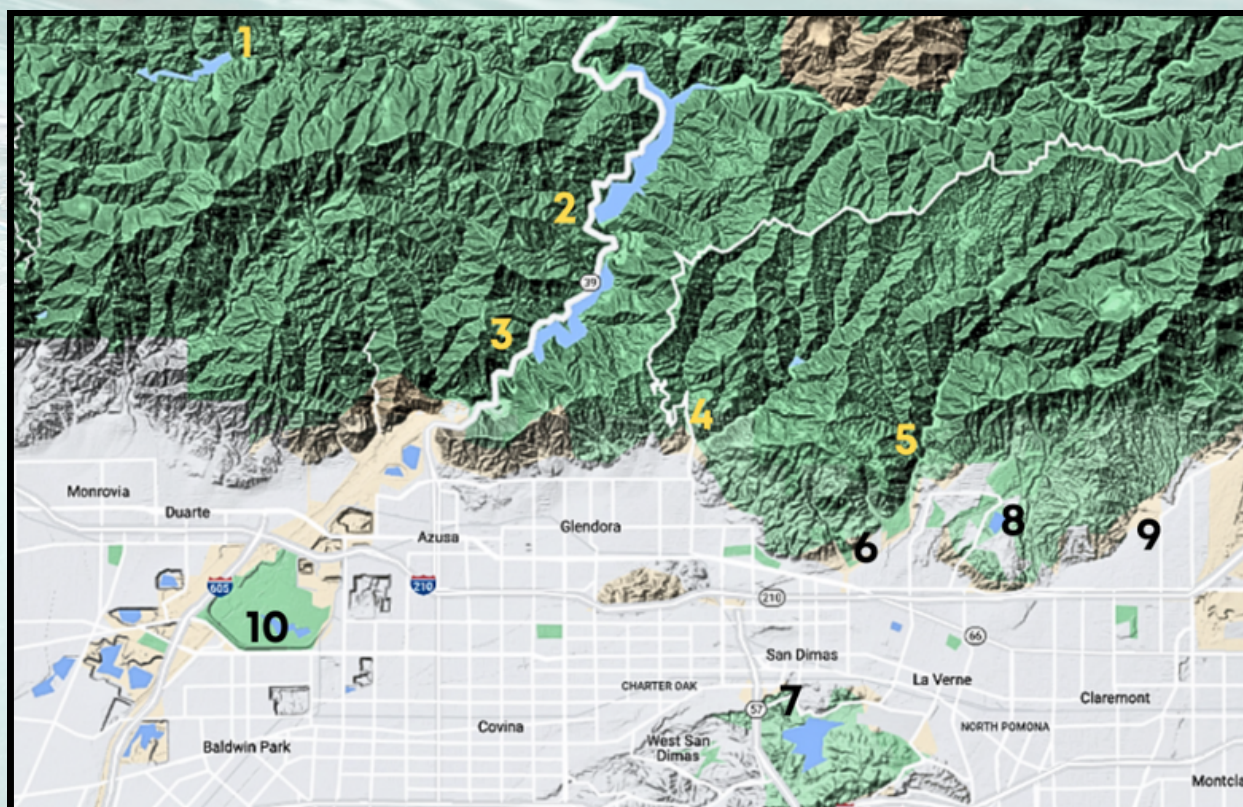 1
2
39
3
4
5
Monrovia
Duarte
Azusa
Glendora
8
9
6
605
210
210
10
66
San Dimas
CHARTER OAK
La Verne
7
57
Claremont
Covina
NORTH POMONA
West San
Dimas
Baldwin Park
Montcla